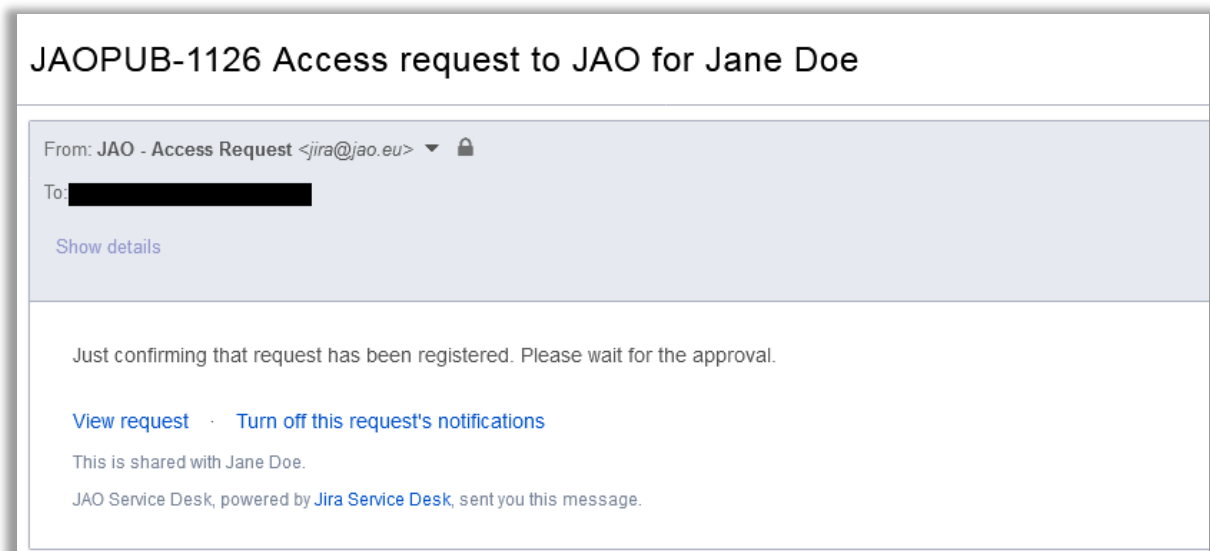 JAOPUB-1126 Access request to JAO for Jane Doe
From: JAO - Access Request <jira@jao.eu>
To:
Show details
Just confirming that request has been registered. Please wait for the approval.
View request · Turn off this request's notifications
This is shared with Jane Doe.
JAO Service Desk, powered by Jira Service Desk, sent you this message.